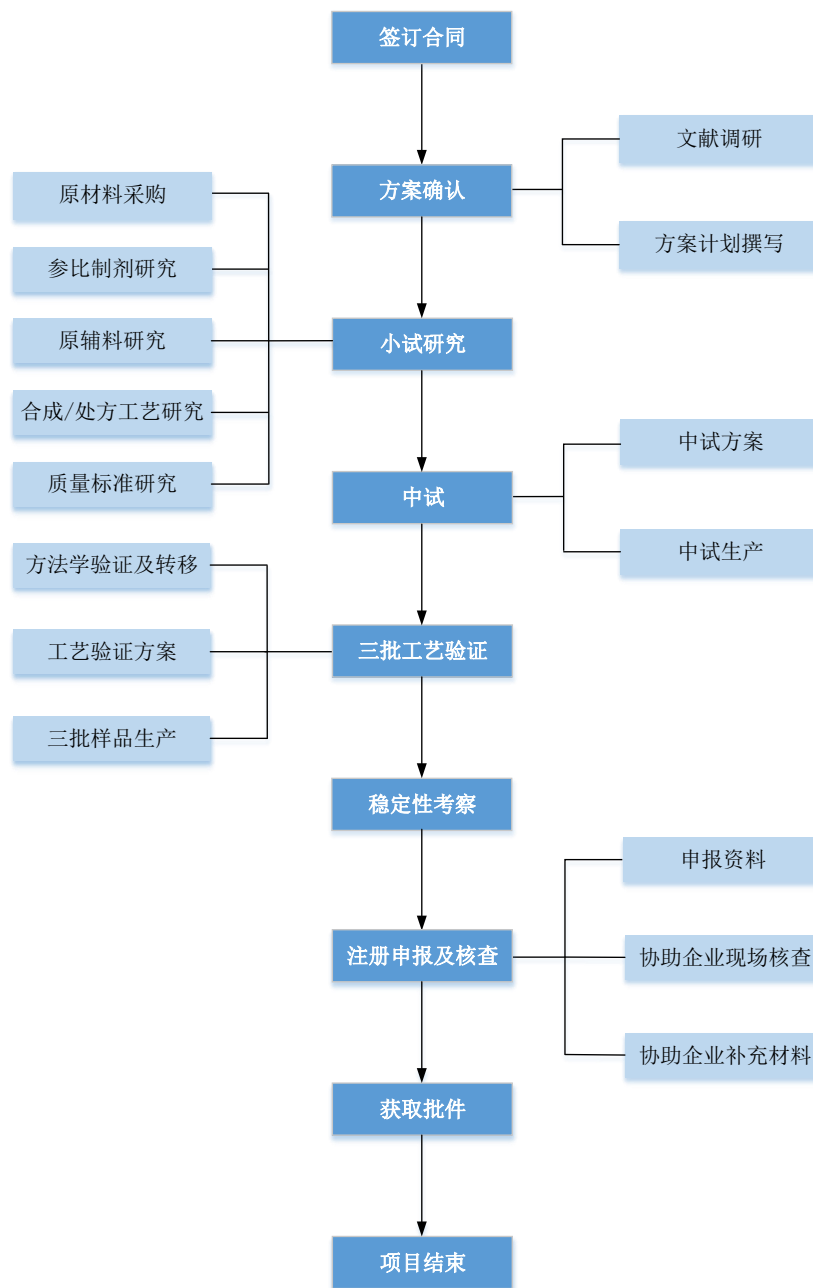 签订合同
文献调研
方案确认
方案计划撰写
原材料采购
参比制剂研究
原辅料研究
合成/处方工艺研究
质量标准研究
小试研究
中试方案
中试
中试生产
方法学验证及转移
工艺验证方案
三批样品生产
三批工艺验证
稳定性考察
申报资料
注册申报及核查
协助企业现场核查
协助企业补充材料
获取批件
项目结束